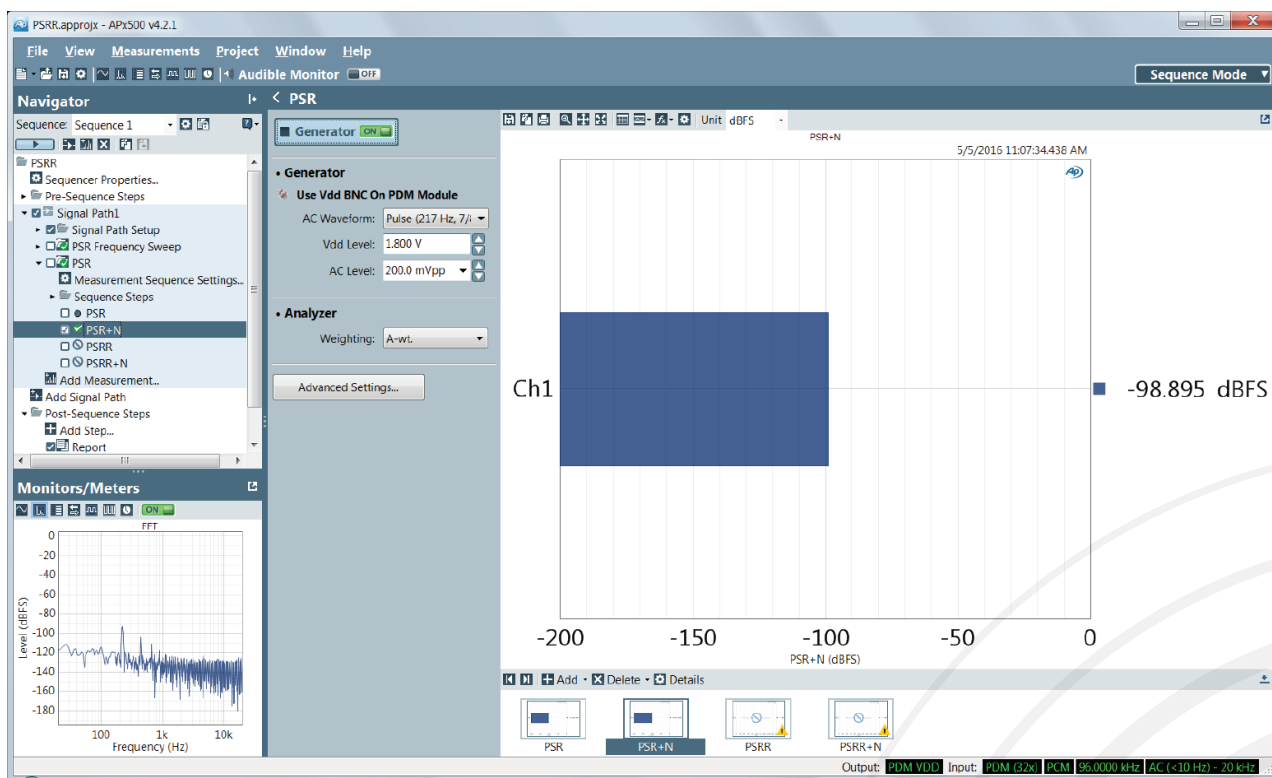 PSRR.approjx - APx500 v4.2.1
File View Measurements Project Window Help
Audible Monitor OFF
Sequence Mode
Navigator
Sequence: Sequence 1
PSRR
Sequencer Properties...
Pre-Sequence Steps
Signal Path1
Signal Path Setup
PSR Frequency Sweep
PSR
Measurement Sequence Settings...
Sequence Steps
PSR
PSR+N
PSRR
PSRR+N
Add Measurement...
Add Signal Path
Post-Sequence Steps
Add Step...
Report
Monitors/Meters
ON
FFT
0
-20
-40
-60
-80
-100
-120
-140
-160
-180
Level (dBFS)
100 1k 10k
Frequency (Hz)
PSR
Generator ON
Generator
Use Vdd BNC On PDM Module
AC Waveform: Pulse (217 Hz, 7/
Vdd Level: 1.800 V
AC Level: 200.0 mVpp
Analyzer
Weighting: A-wt.
Advanced Settings...
Unit dBFS
PSR+N
5/5/2016 11:07:34.438 AM
AP
Ch1
-98.895 dBFS
-200 -150 -100 -50 0
PSR+N (dBFS)
Add Delete Details
PSR PSR+N PSRR PSRR+N
Output: PDM VDD Input: PDM (32x) PCM 96.0000 kHz AC (<10 Hz) - 20 kHz